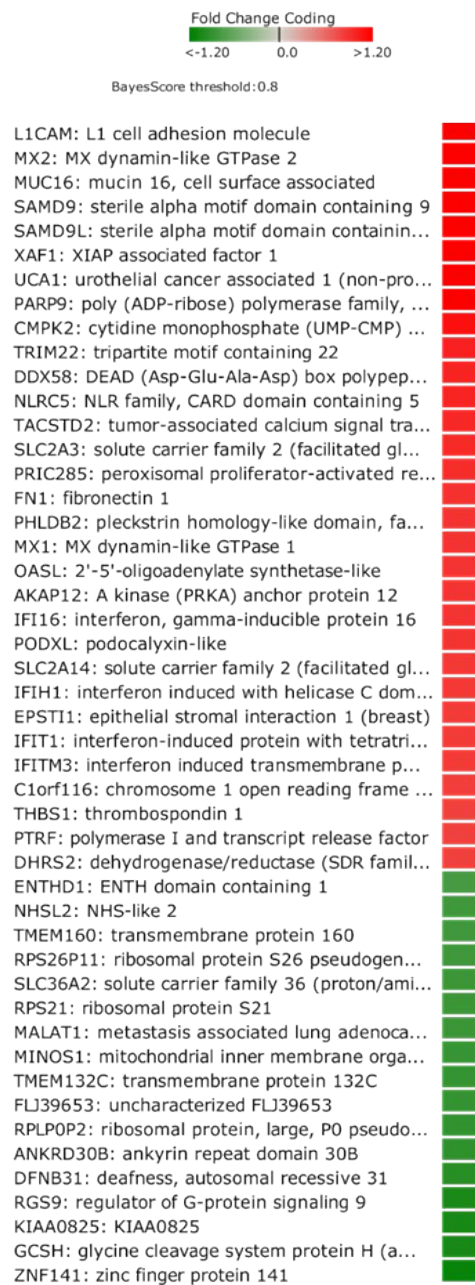 Fold Change Coding
<-1.20 0.0 >1.20
BayesScore threshold:0.8
L1CAM: L1 cell adhesion molecule
MX2: MX dynamin-like GTPase 2
MUC16: mucin 16, cell surface associated
SAMD9: sterile alpha motif domain containing 9
SAMD9L: sterile alpha motif domain containin...
XAF1: XIAP associated factor 1
UCA1: urothelial cancer associated 1 (non-pro...
PARP9: poly (ADP-ribose) polymerase family, ...
CMPK2: cytidine monophosphate (UMP-CMP) ...
TRIM22: tripartite motif containing 22
DDX58: DEAD (Asp-Glu-Ala-Asp) box polypep...
NLRC5: NLR family, CARD domain containing 5
TACSTD2: tumor-associated calcium signal tra...
SLC2A3: solute carrier family 2 (facilitated gl...
PRIC285: peroxisomal proliferator-activated re...
FN1: fibronectin 1
PHLDB2: pleckstrin homology-like domain, fa...
MX1: MX dynamin-like GTPase 1
OASL: 2'-5'-oligoadenylate synthetase-like
AKAP12: A kinase (PRKA) anchor protein 12
IFI16: interferon, gamma-inducible protein 16
PODXL: podocalyxin-like
SLC2A14: solute carrier family 2 (facilitated gl...
IFIH1: interferon induced with helicase C dom...
EPSTI1: epithelial stromal interaction 1 (breast)
IFIT1: interferon-induced protein with tetratri...
IFITM3: interferon induced transmembrane p...
C1orf116: chromosome 1 open reading frame ...
THBS1: thrombospondin 1
PTRF: polymerase I and transcript release factor
DHRS2: dehydrogenase/reductase (SDR famil...
ENTHD1: ENTH domain containing 1
NHSL2: NHS-like 2
TMEM160: transmembrane protein 160
RPS26P11: ribosomal protein S26 pseudogen...
SLC36A2: solute carrier family 36 (proton/ami...
RPS21: ribosomal protein S21
MALAT1: metastasis associated lung adenoca...
MINOS1: mitochondrial inner membrane orga...
TMEM132C: transmembrane protein 132C
FLJ39653: uncharacterized FLJ39653
RPLP0P2: ribosomal protein, large, P0 pseudo...
ANKRD30B: ankyrin repeat domain 30B
DFNB31: deafness, autosomal recessive 31
RGS9: regulator of G-protein signaling 9
KIAA0825: KIAA0825
GCSH: glycine cleavage system protein H (a...
ZNF141: zinc finger protein 141